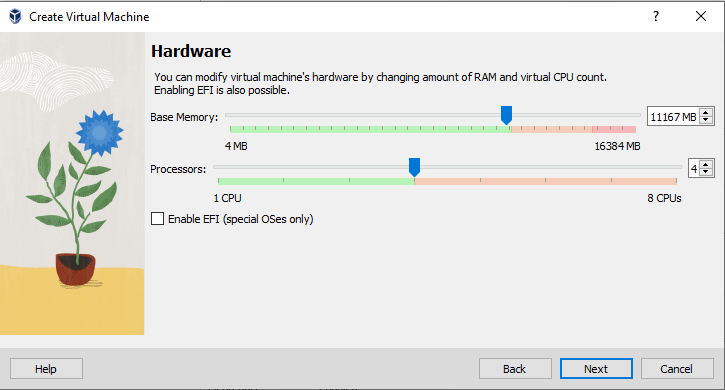 Create Virtual Machine
Hardware
You can modify virtual machine's hardware by changing amount of RAM and virtual CPU count.
Enabling EFI is also possible.
Base Memory: 11167 MB
4 MB 16384 MB
Processors: 4
1 CPU 8 CPUs
Enable EFI (special OSes only)
Help Back Next Cancel